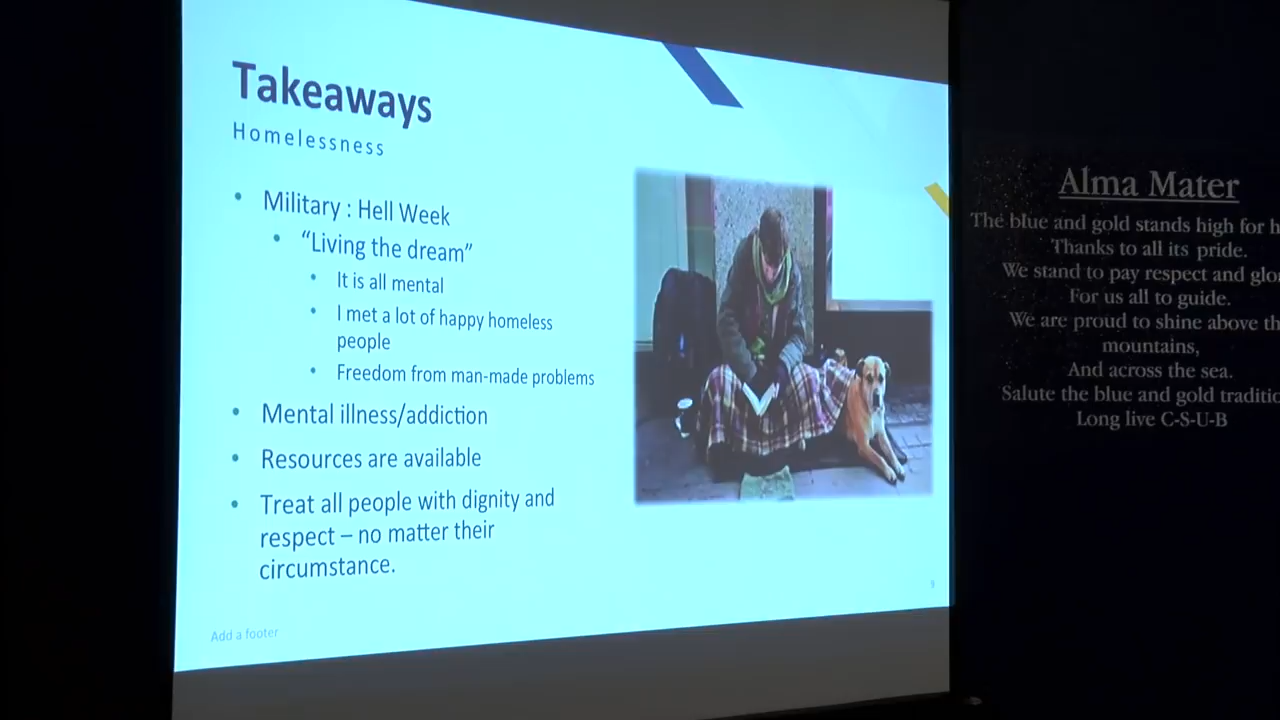 Takeaways
Homelessness
• Military : Hell Week
• “Living the dream”
• It is all mental
• I met a lot of happy homeless
people
• Freedom from man-made problems
• Mental illness/addiction
• Resources are available
• Treat all people with dignity and
respect – no matter their
circumstance.
Add a footer
9
Alma Mater
The blue and gold stands high for
Thanks to all its pride.
We stand to pay respect and
For us all to guide.
We are proud to shine above
mountains,
And across the sea.
Salute the blue and gold
Long live C-S-U-B